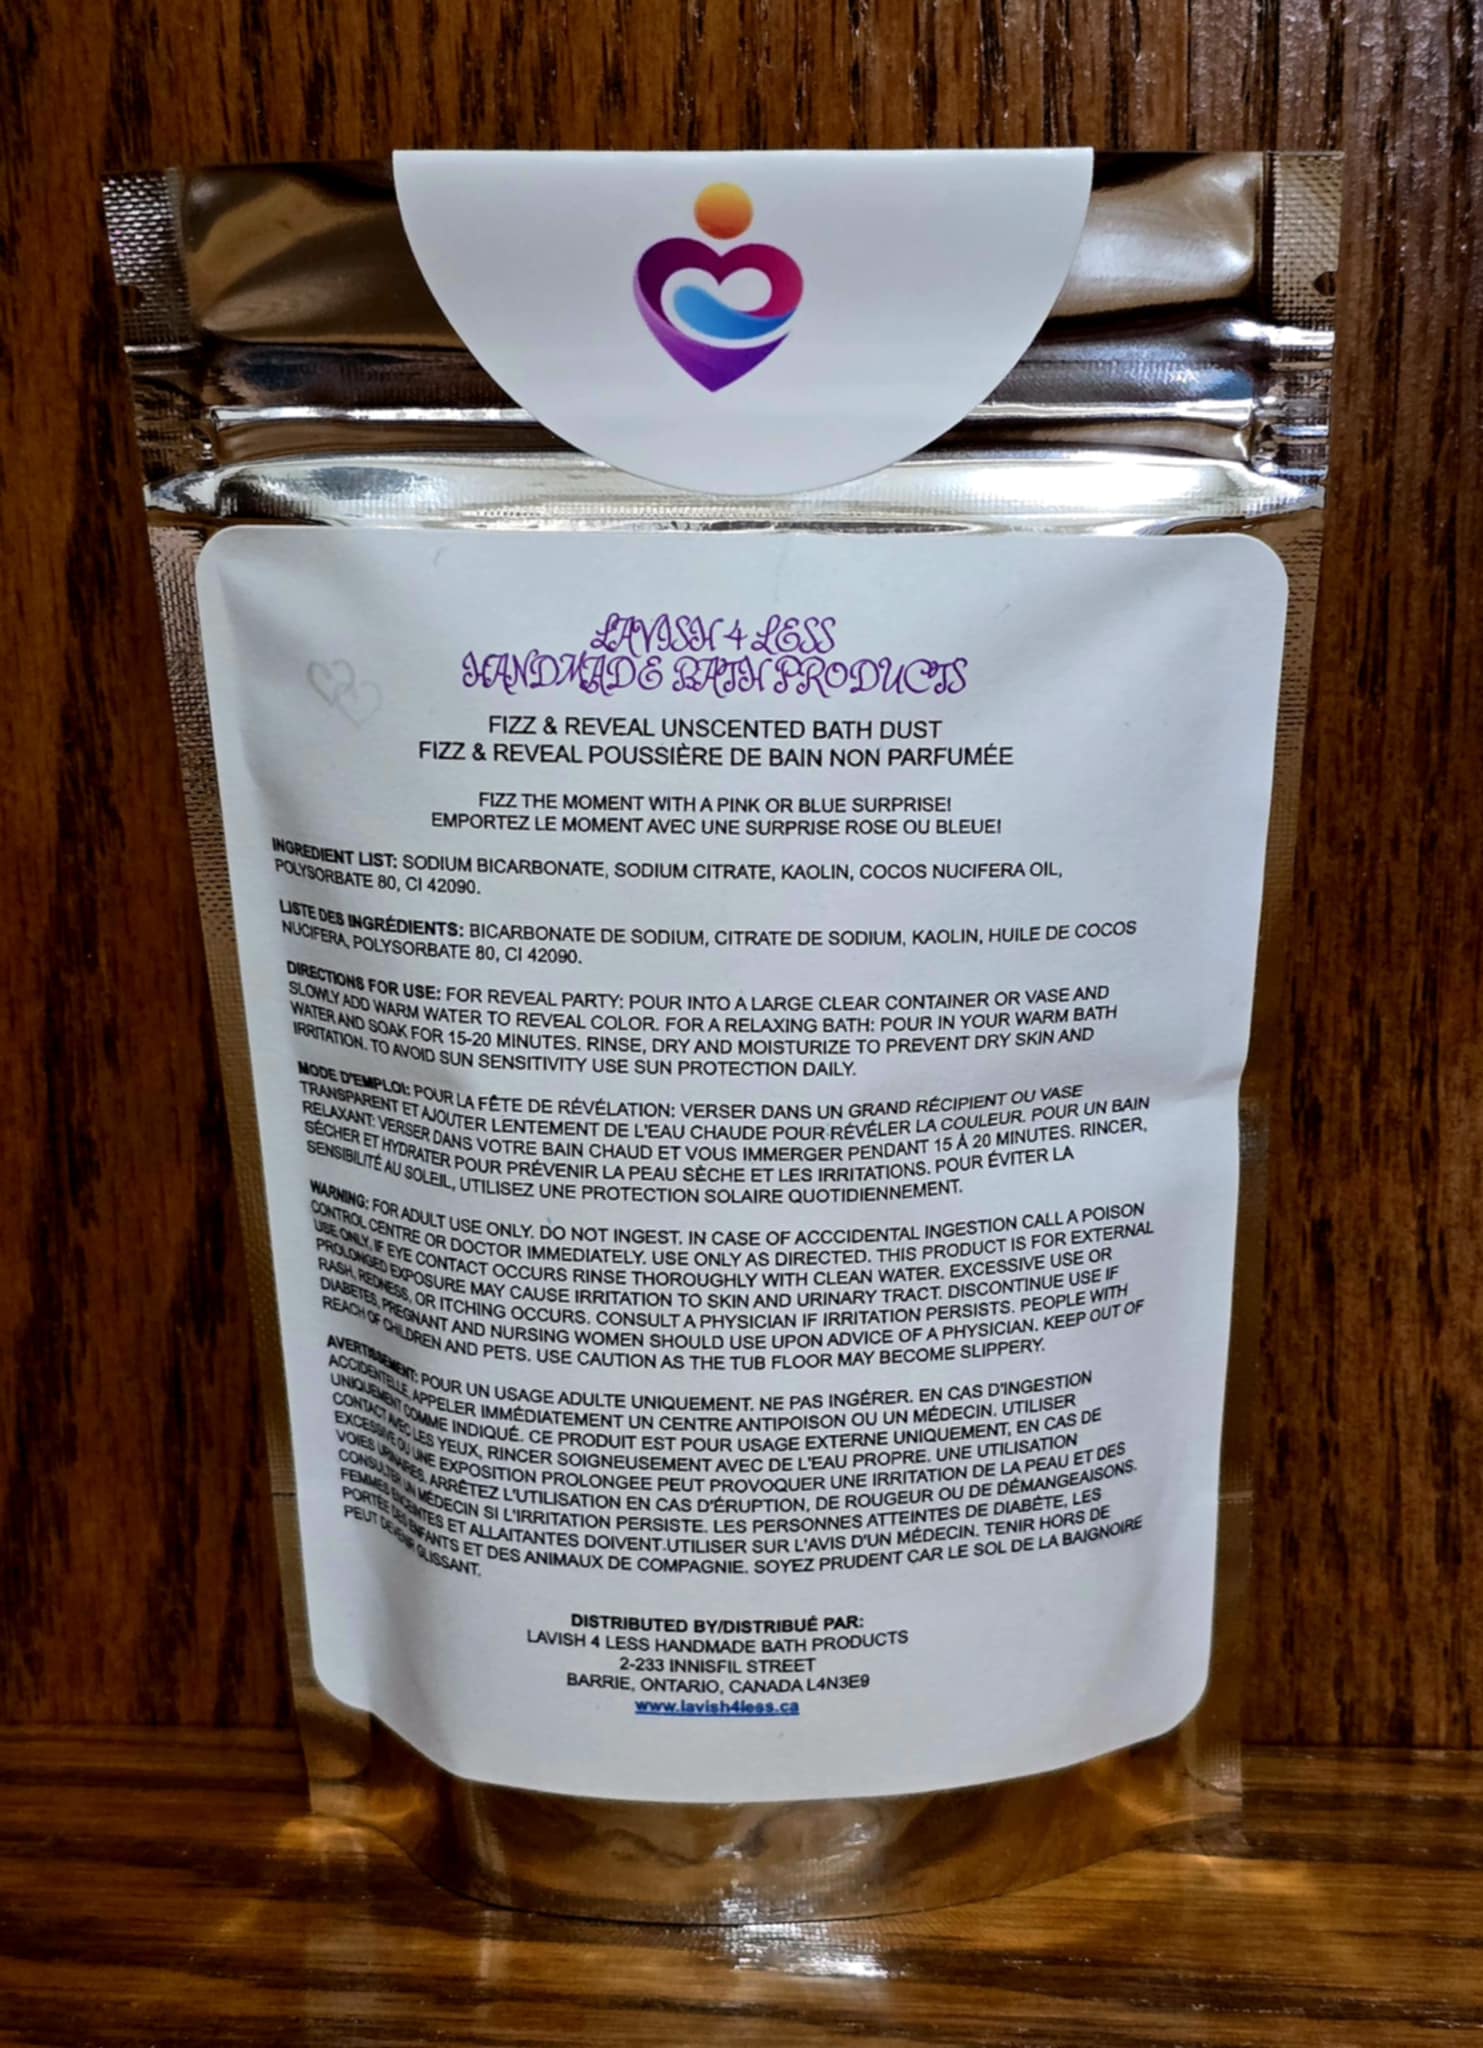 LAVISH 4 LESS
HANDMADE BATH PRODUCTS
FIZZ & REVEAL UNSCENTED BATH DUST
FIZZ & REVEAL POUSSIÈRE DE BAIN NON PARFUMÉE
FIZZ THE MOMENT WITH A PINK OR BLUE SURPRISE!
EMPORTEZ LE MOMENT AVEC UNE SURPRISE ROSE OU BLEUE!
INGREDIENT LIST: SODIUM BICARBONATE, SODIUM CITRATE, KAOLIN, COCOS NUCIFERA OIL,
POLYSORBATE 80, CI 42090.
LISTE DES INGRÉDIENTS: BICARBONATE DE SODIUM, CITRATE DE SODIUM, KAOLIN, HUILE DE COCOS
NUCIFERA, POLYSORBATE 80, CI 42090.
DIRECTIONS FOR USE: FOR REVEAL PARTY: POUR INTO A LARGE CLEAR CONTAINER OR VASE AND
SLOWLY ADD WARM WATER TO REVEAL COLOR. FOR A RELAXING BATH: POUR IN YOUR WARM BATH
WATER AND SOAK FOR 15-20 MINUTES. RINSE, DRY AND MOISTURIZE TO PREVENT DRY SKIN AND
IRRITATION. TO AVOID SUN SENSITIVITY USE SUN PROTECTION DAILY.
MODE D'EMPLOI: POUR LA FÊTE DE RÉVÉLATION: VERSER DANS UN GRAND RÉCIPIENT OU VASE
TRANSPARENT ET AJOUTER LENTEMENT DE L'EAU CHAUDE POUR RÉVÉLER LA COULEUR. POUR UN BAIN
RELAXANT: VERSER DANS VOTRE BAIN CHAUD ET VOUS IMMERGER PENDANT 15 À 20 MINUTES. RINCER,
SÉCHER ET HYDRATER POUR PRÉVENIR LA PEAU SÈCHE ET LES IRRITATIONS. POUR ÉVITER LA
SENSIBILITÉ AU SOLEIL, UTILISEZ UNE PROTECTION SOLAIRE QUOTIDIENNEMENT.
WARNING: FOR ADULT USE ONLY. DO NOT INGEST. IN CASE OF ACCCIDENTAL INGESTION CALL A POISON
CONTROL CENTRE OR DOCTOR IMMEDIATELY. USE ONLY AS DIRECTED. THIS PRODUCT IS FOR EXTERNAL
USE ONLY. IF EYE CONTACT OCCURS RINSE THOROUGHLY WITH CLEAN WATER. EXCESSIVE USE OR
PROLONGED EXPOSURE MAY CAUSE IRRITATION TO SKIN AND URINARY TRACT. DISCONTINUE USE IF
RASH, REDNESS, OR ITCHING OCCURS. CONSULT A PHYSICIAN IF IRRITATION PERSISTS. PEOPLE WITH
DIABETES, PREGNANT AND NURSING WOMEN SHOULD USE UPON ADVICE OF A PHYSICIAN. KEEP OUT OF
REACH OF CHILDREN AND PETS. USE CAUTION AS THE TUB FLOOR MAY BECOME SLIPPERY.
AVERTISSEMENT: POUR UN USAGE ADULTE UNIQUEMENT. NE PAS INGÉRER. EN CAS D'INGESTION
ACCIDENTELLE, APPELER IMMÉDIATEMENT UN CENTRE ANTIPOISON OU UN MÉDECIN. UTILISER
UNIQUEMENT COMME INDIQUÉ. CE PRODUIT EST POUR USAGE EXTERNE UNIQUEMENT, EN CAS DE
CONTACT AVEC LES YEUX, RINCER SOIGNEUSEMENT AVEC DE L'EAU PROPRE. UNE UTILISATION
EXCESSIVE OU UNE EXPOSITION PROLONGEE PEUT PROVOQUER UNE IRRITATION DE LA PEAU ET DES
VOIES URINAIRES. ARRÊTEZ L'UTILISATION EN CAS D'ÉRUPTION, DE ROUGEUR OU DE DÉMANGEAISONS.
CONSULTER UN MÉDECIN SI L'IRRITATION PERSISTE. LES PERSONNES ATTEINTES DE DIABÈTE, LES
FEMMES ENCEINTES ET ALLAITANTES DOIVENT.UTILISER SUR L'AVIS D'UN MÉDECIN. TENIR HORS DE
PORTÉE DES ENFANTS ET DES ANIMAUX DE COMPAGNIE. SOYEZ PRUDENT CAR LE SOL DE LA BAIGNOIRE
PEUT DEVENIR GLISSANT.
DISTRIBUTED BY/DISTRIBUÉ PAR:
LAVISH 4 LESS HANDMADE BATH PRODUCTS
2-233 INNISFIL STREET
BARRIE, ONTARIO, CANADA L4N3E9
www.lavish4less.ca